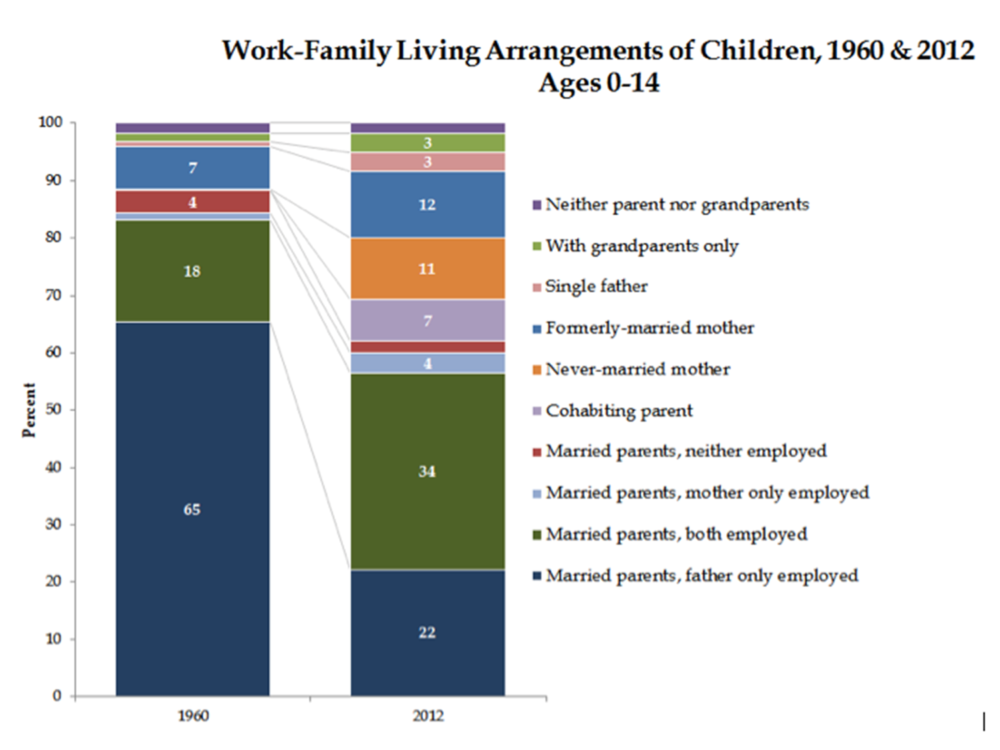 Work-Family Living Arrangements of Children, 1960 & 2012
Ages 0-14
Percent
100
90
80
70
60
50
40
30
20
10
0
7
4
18
65
1960
3
3
12
11
7
4
34
22
2012
Neither parent nor grandparents
With grandparents only
Single father
Formerly-married mother
Never-married mother
Cohabiting parent
Married parents, neither employed
Married parents, mother only employed
Married parents, both employed
Married parents, father only employed